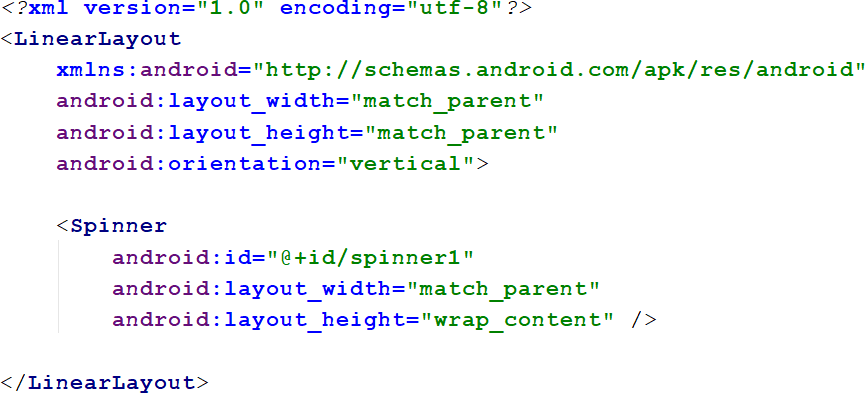 <?xml version="1.0" encoding="utf-8"?>
<LinearLayout
    xmlns:android="http://schemas.android.com/apk/res/android"
    android:layout_width="match_parent"
    android:layout_height="match_parent"
    android:orientation="vertical">

    <Spinner
        android:id="@+id/spinner1"
        android:layout_width="match_parent"
        android:layout_height="wrap_content" />

</LinearLayout>